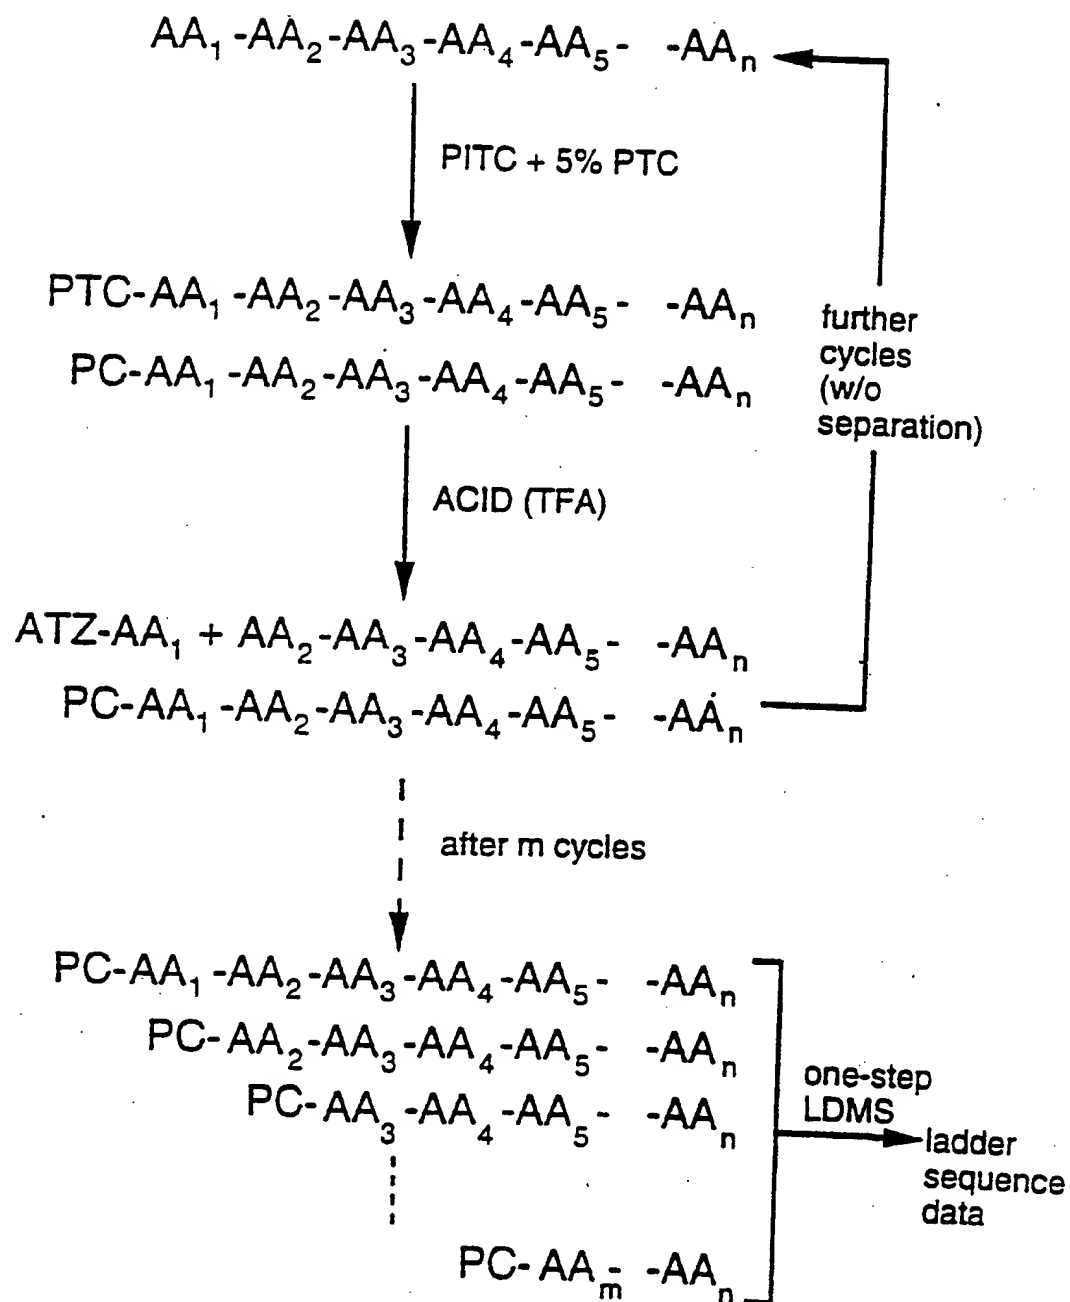 AA1 -AA2-AA3-AA4-AA5- -AAn
PITC + 5% PTC
PTC-AA1 -AA2-AA3-AA4-AA5- -AAn
PC-AA1 -AA2-AA3-AA4-AA5- -AAn
further
cycles
(w/o
separation)
ACID (TFA)
ATZ-AA1 + AA2-AA3-AA4-AA5- -AAn
PC-AA1 -AA2-AA3-AA4-AA5- -AAn
after m cycles
PC-AA1 -AA2-AA3-AA4-AA5- -AAn
PC- AA2-AA3-AA4-AA5- -AAn
PC- AA3-AA4-AA5- -AAn
one-step
LDMS
ladder
sequence
data
PC- AAm- -AAn